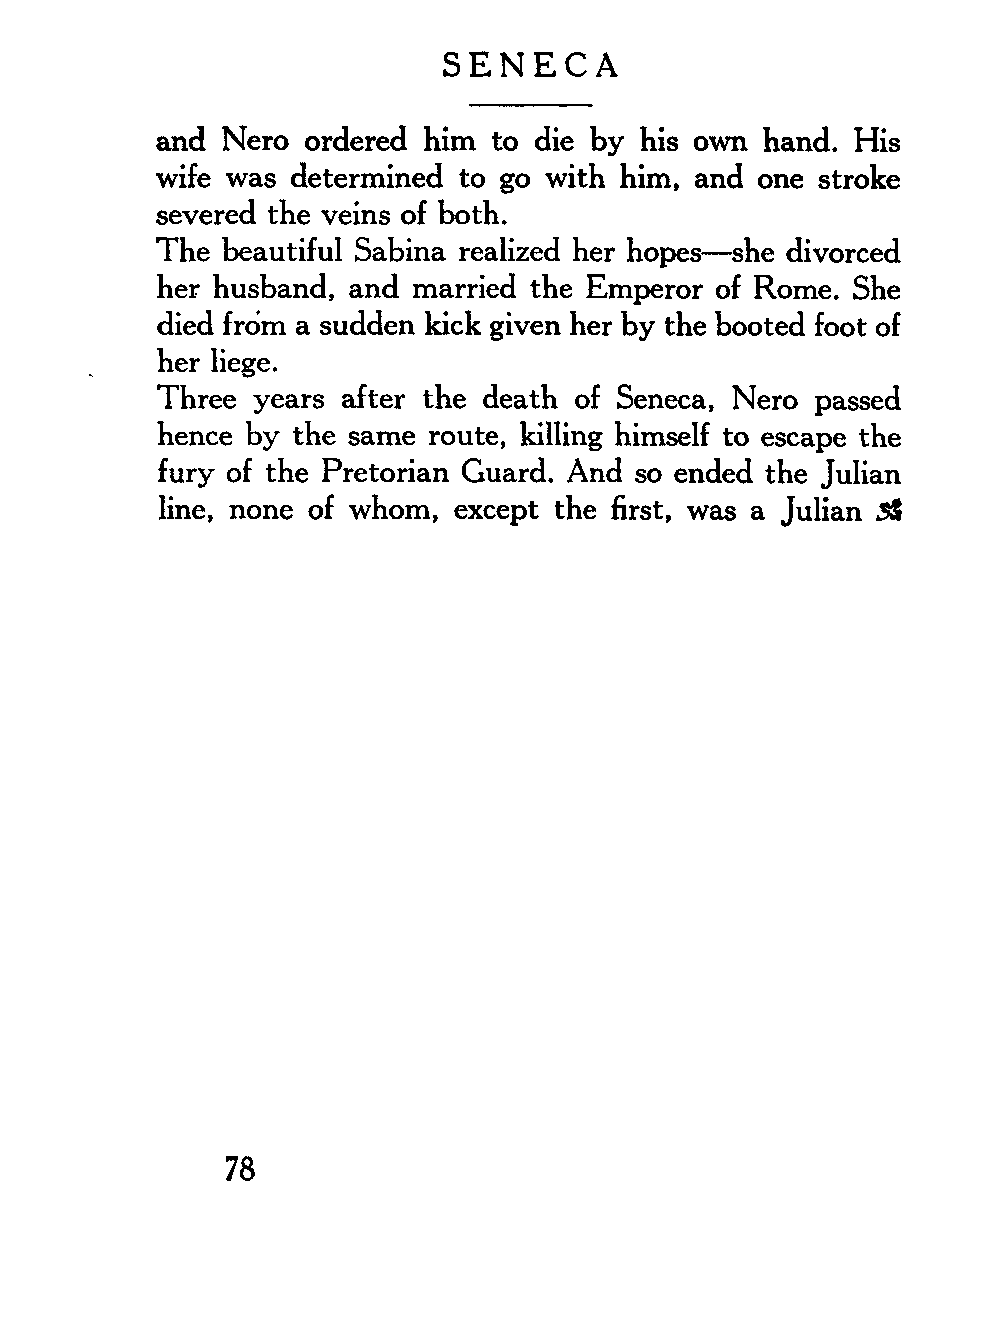 SENECA
and Nero ordered him to die by his own hand. His
wife was determined to go with him, and one stroke
severed the veins of both.
The beautiful Sabina realized her hopes—she divorced
her husband, and married the Emperor of Rome. She
died from a sudden kick given her by the booted foot of
her liege.
Three years after the death of Seneca, Nero passed
hence by the same route, killing himself to escape the
fury of the Pretorian Guard. And so ended the Julian
line, none of whom, except the first, was a Julian
78